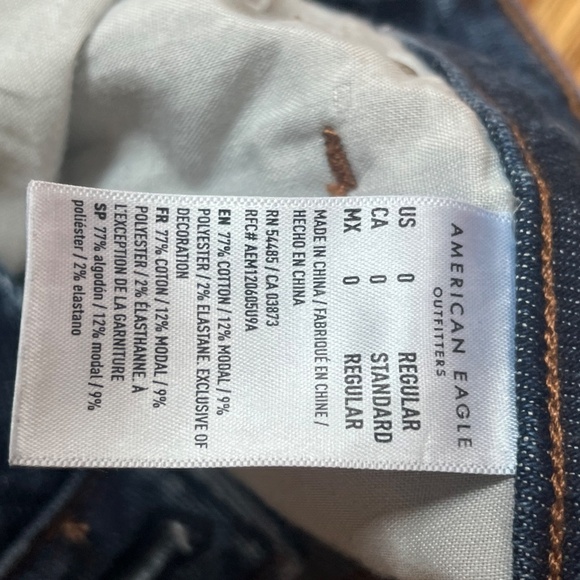 AMERICAN EAGLE
OUTFITTERS
US 0 REGULAR
CA 0 STANDARD
MX 0 REGULAR
MADE IN CHINA / FABRIQUÉ EN CHINE /
HECHO EN CHINA
RN 54485 / CA 03873
RFC# AEM120605U9A
EN 77% COTTON / 12% MODAL / 9%
POLYESTER / 2% ELASTANE. EXCLUSIVE OF
DECORATION
FR 77% COTON / 12% MODAL / 9%
POLYESTER / 2% ÉLASTHANNE. À
L'EXCEPTION DE LA GARNITURE
SP 77% algodón / 12% modal / 9%
poliéster / 2% elastano